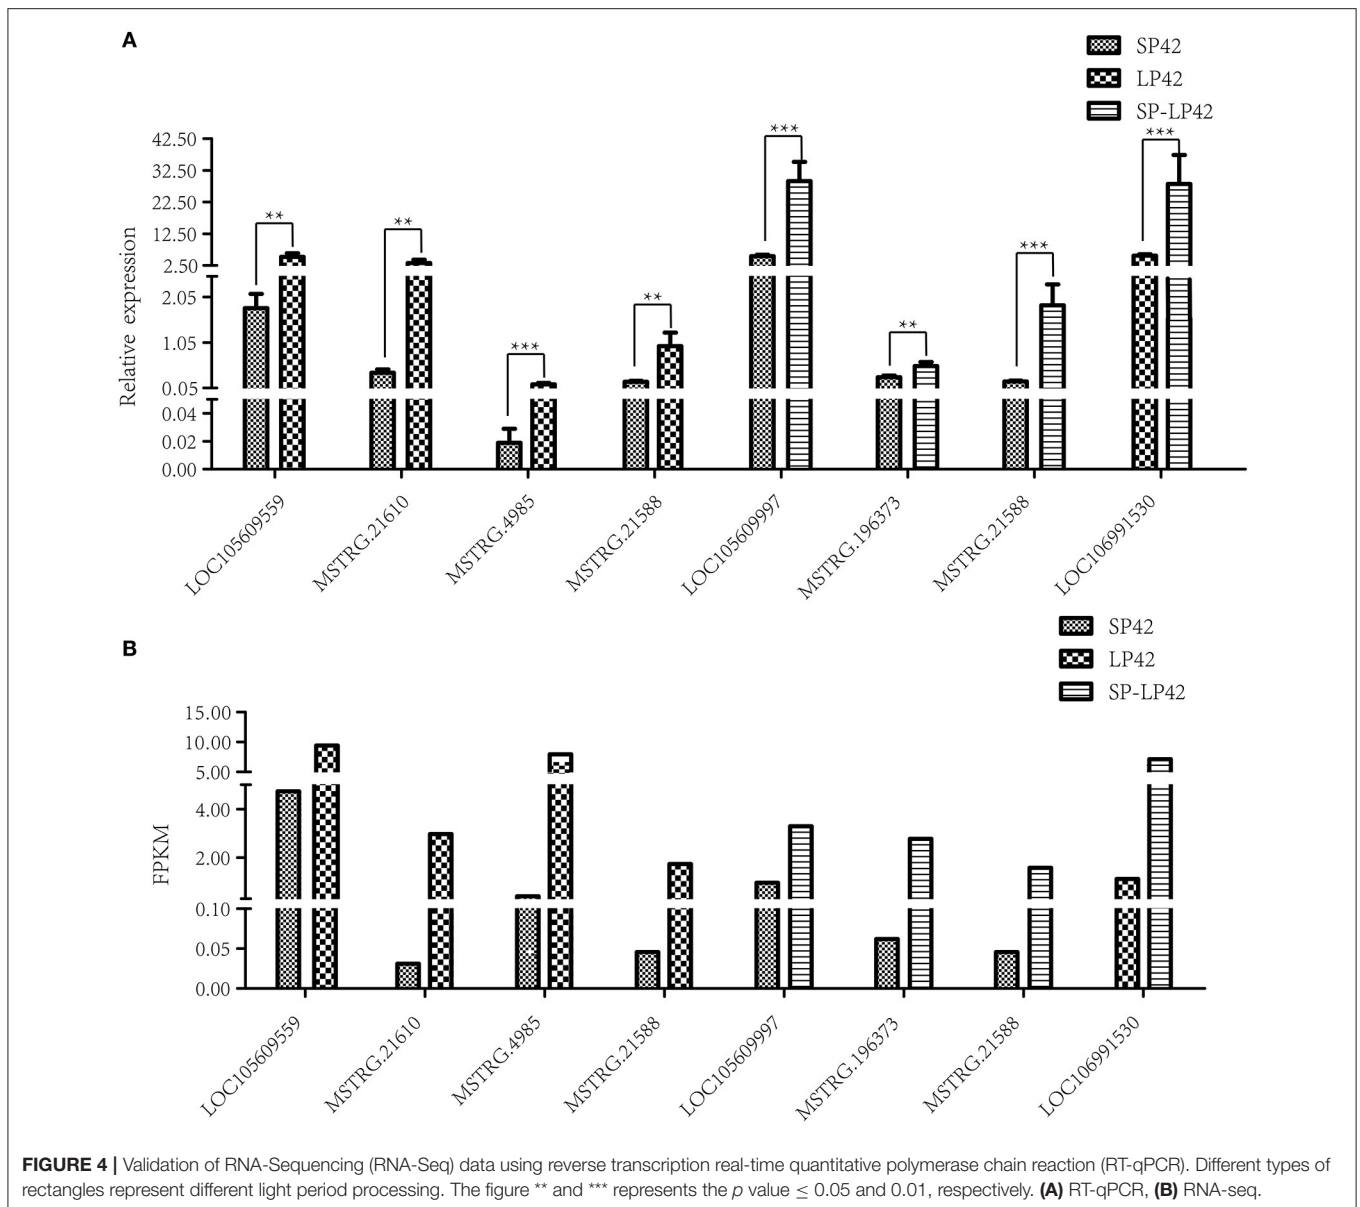 A
SP42
LP42
SP-LP42
Relative expression
42.50
32.50
22.50
12.50
2.50
2.05
1.05
0.05
0.04
0.02
0.00
**
**
***
**
***
**
***
***
LOC105609559
MSTRG.21610
MSTRG.4985
MSTRG.21588
LOC105609997
MSTRG.196373
MSTRG.21588
LOC106991530
B
SP42
LP42
SP-LP42
FPKM
15.00
10.00
5.00
4.00
2.00
0.10
0.05
0.00
LOC105609559
MSTRG.21610
MSTRG.4985
MSTRG.21588
LOC105609997
MSTRG.196373
MSTRG.21588
LOC106991530
FIGURE 4 | Validation of RNA-Sequencing (RNA-Seq) data using reverse transcription real-time quantitative polymerase chain reaction (RT-qPCR). Different types of
rectangles represent different light period processing. The figure ** and *** represents the p value ≤ 0.05 and 0.01, respectively. (A) RT-qPCR, (B) RNA-seq.